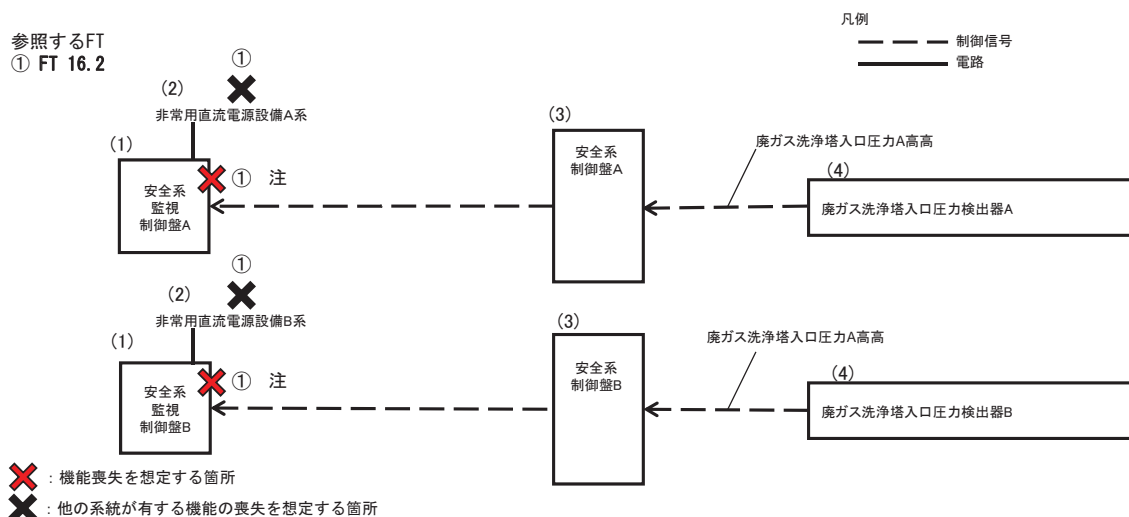 参照するFT
① FT 16.2
凡例
制御信号
電路
①
(2)
非常用直流電源設備A系
(1)
安全系
監視
制御盤A
① 注
(3)
安全系
制御盤A
廃ガス洗浄塔入口圧力A高高
(4)
廃ガス洗浄塔入口圧力検出器A
①
(2)
非常用直流電源設備B系
(1)
安全系
監視
制御盤B
① 注
(3)
安全系
制御盤B
廃ガス洗浄塔入口圧力A高高
(4)
廃ガス洗浄塔入口圧力検出器B
：機能喪失を想定する箇所
：他の系統が有する機能の喪失を想定する箇所